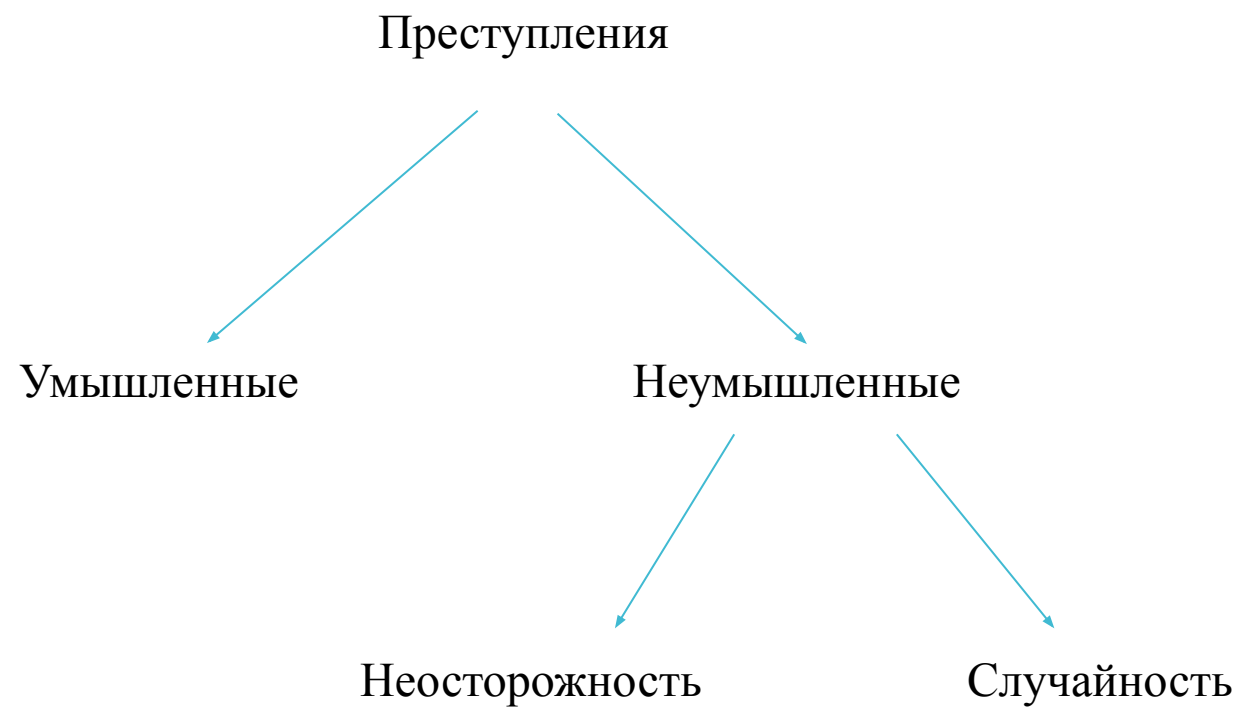 Преступления
Умышленные
Неумышленные
Неосторожность
Случайность